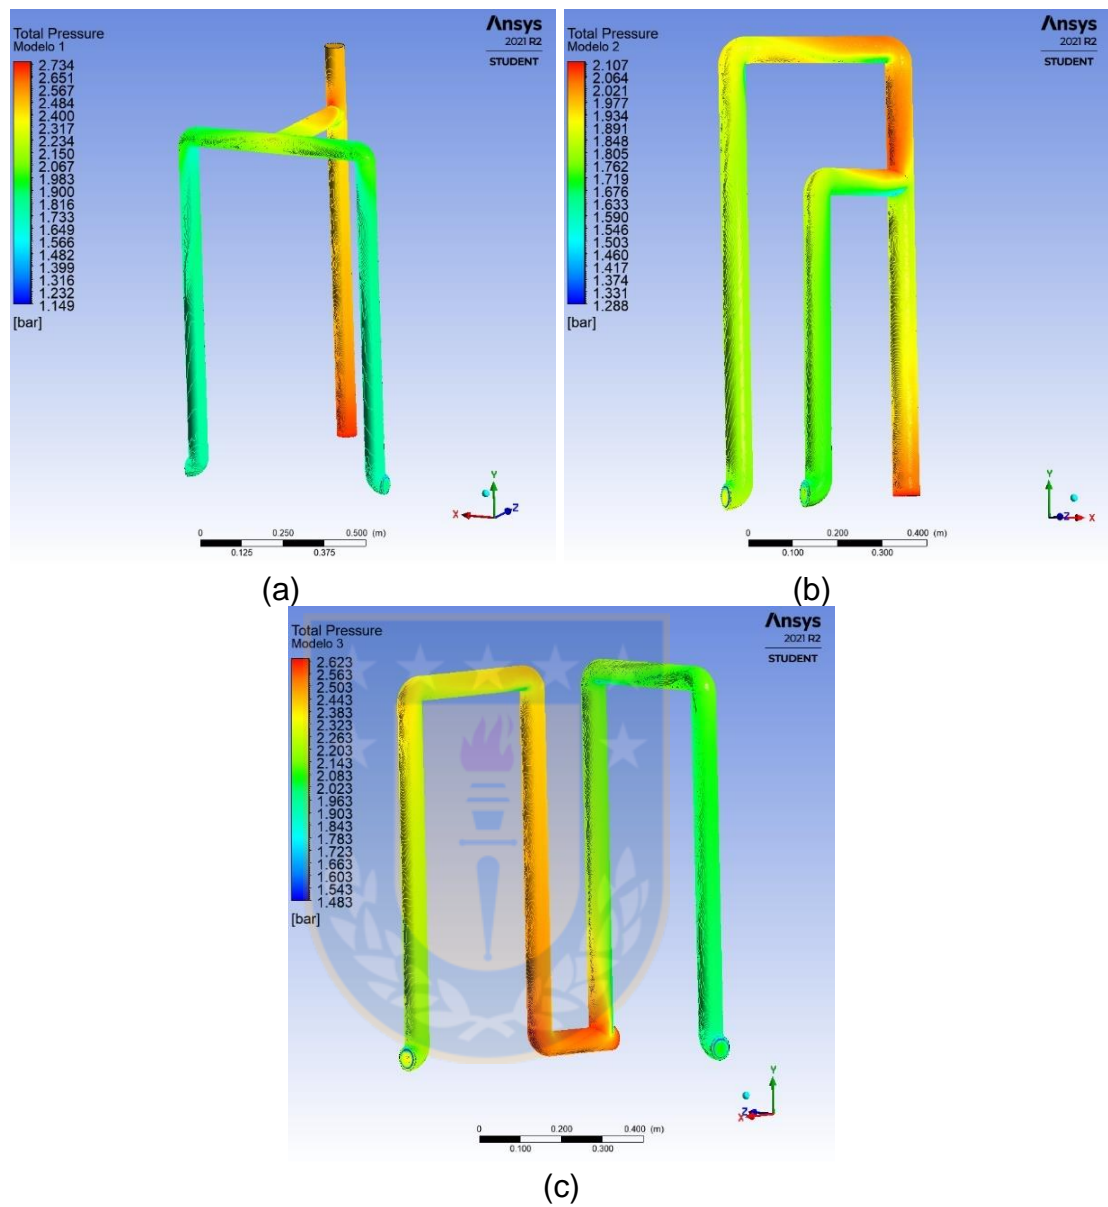 Total Pressure
Modelo 1
2.734
2.651
2.567
2.484
2.400
2.317
2.234
2.150
2.067
1.983
1.900
1.816
1.733
1.649
1.566
1.482
1.399
1.316
1.232
1.149
[bar]
Ansys
2021 R2
STUDENT
Y
X
Z
0 0.250 0.500 (m)
0.125 0.375
(a)
Total Pressure
Modelo 2
2.107
2.064
2.021
1.977
1.934
1.891
1.848
1.805
1.762
1.719
1.676
1.633
1.590
1.546
1.503
1.460
1.417
1.374
1.331
1.288
[bar]
Ansys
2021 R2
STUDENT
Y
Z
X
0 0.200 0.400 (m)
0.100 0.300
(b)
Total Pressure
Modelo 3
2.623
2.563
2.503
2.443
2.383
2.323
2.263
2.203
2.143
2.083
2.023
1.963
1.903
1.843
1.783
1.723
1.663
1.603
1.543
1.483
[bar]
Ansys
2021 R2
STUDENT
Y
Z
X
0 0.200 0.400 (m)
0.100 0.300
(c)